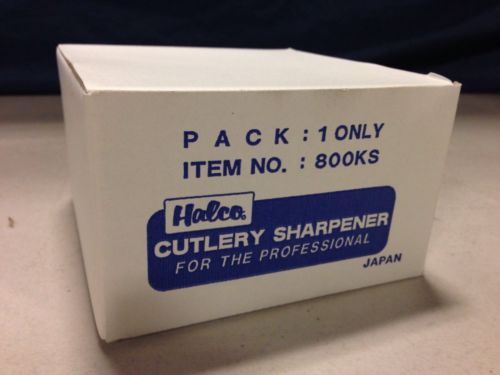 PACK : 1 ONLY
ITEM NO. : 800KS
Halco
CUTLERY SHARPENER
FOR THE PROFESSIONAL
JAPAN